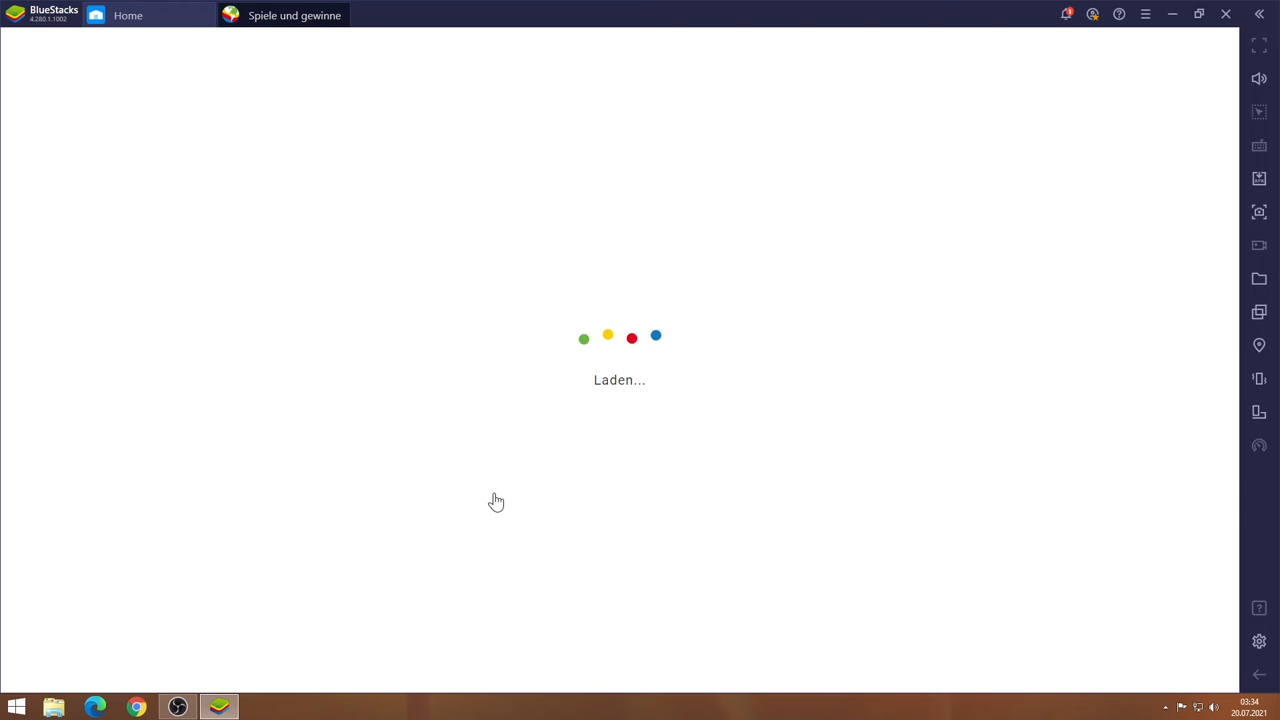 BlueStacks
4.280.1.1002
Home
Spiele und gewinne
Laden...
03:34
20.07.2021